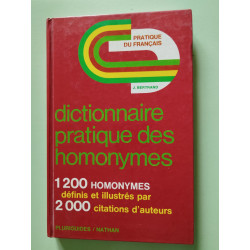 PRATIQUE
DU FRANÇAIS
J. BERTRAND
dictionnaire
pratique des
homonymes
1 200 HOMONYMES
définis et illustrés par
2 000 citations d'auteurs
PLURIGUIDES / NATHAN